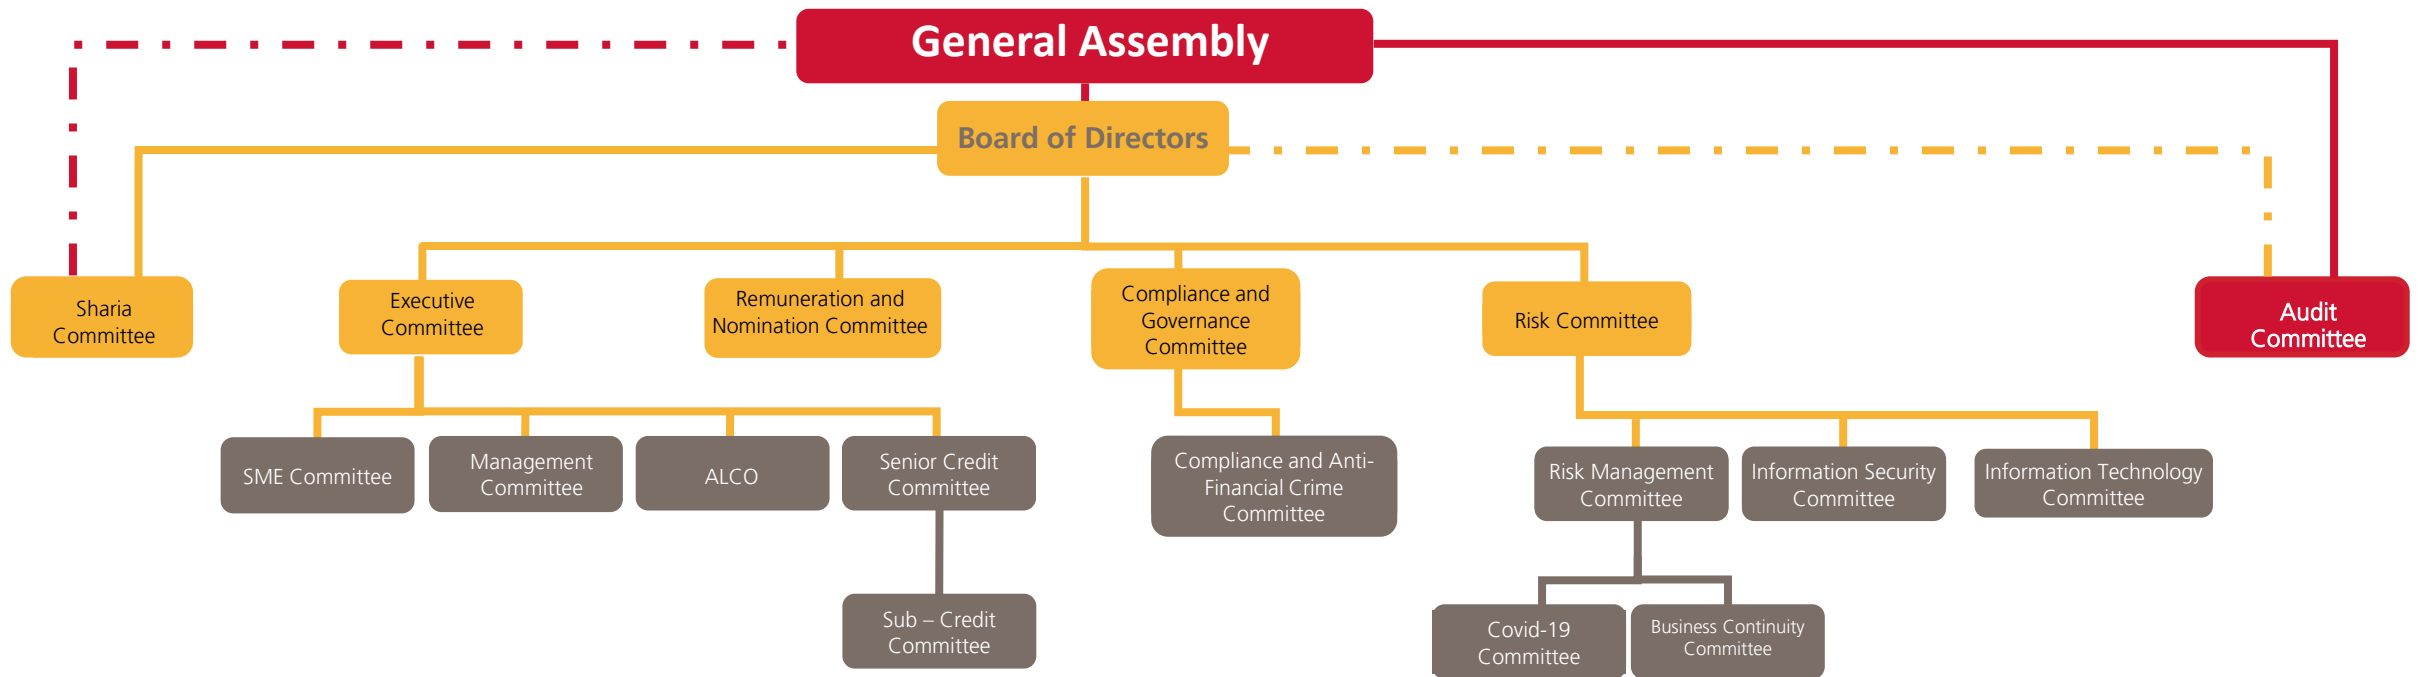 General Assembly
Board of Directors
Sharia
Committee
Executive
Committee
Remuneration and
Nomination Committee
Compliance and
Governance
Committee
Risk Committee
Audit
Committee
SME Committee
Management
Committee
ALCO
Senior Credit
Committee
Compliance and Anti-
Financial Crime
Committee
Risk Management
Committee
Information Security
Committee
Information Technology
Committee
Sub – Credit
Committee
Covid-19
Committee
Business Continuity
Committee